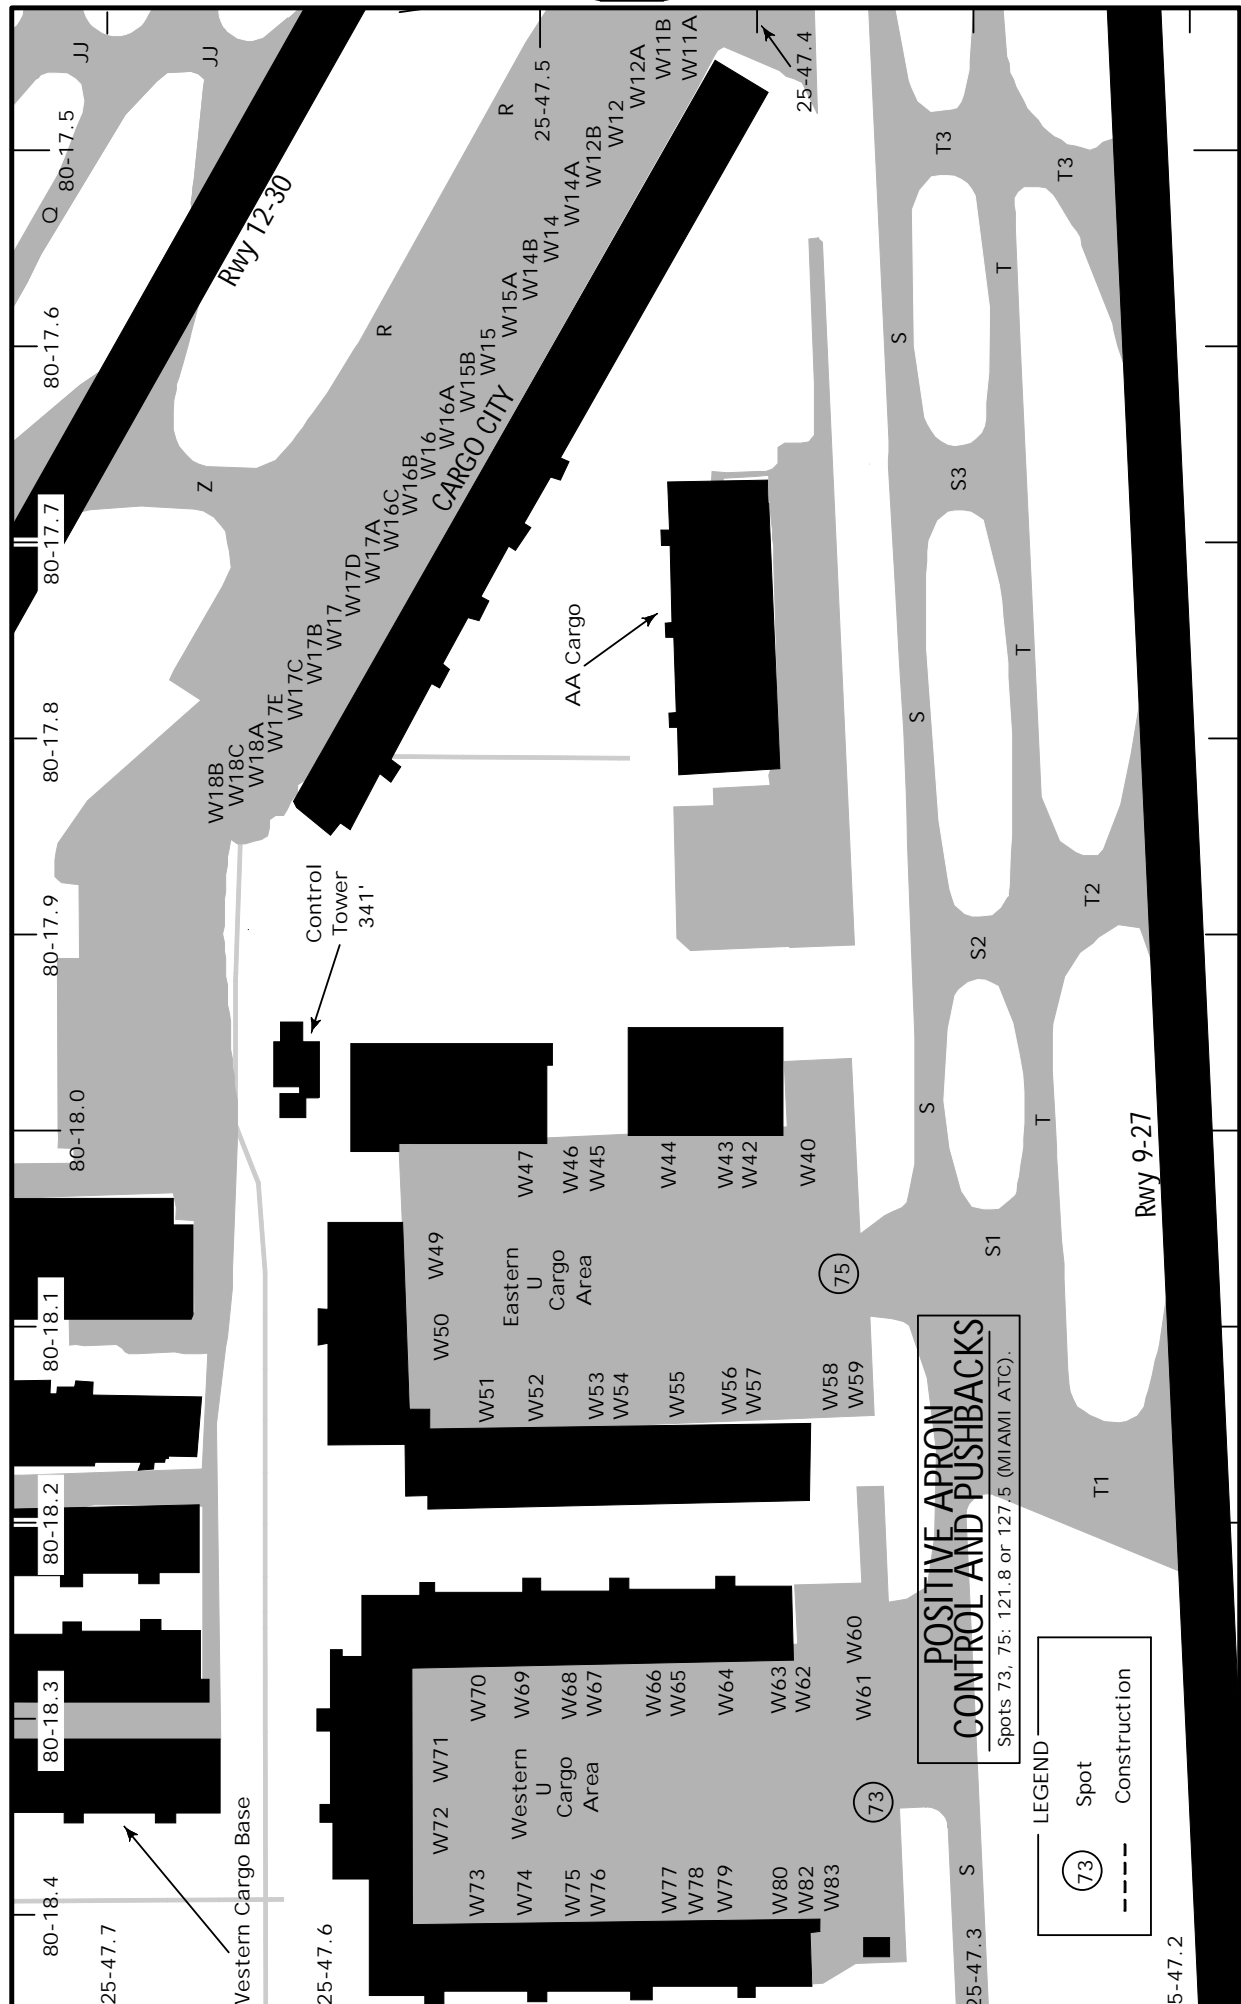 JJ
JJ
Q
80-17.5
Rwy 12-30
R
25-47.5
25-47.4
W11A
W11B
W12A
W12
W12B
W14A
W14
W14B
W15A
W15
W15B
W16A
W16
W16B
W16C
W17A
W17D
W17
W17B
W17C
W17E
W18A
W18C
W18B
CARGO CITY
R
Z
T3
T3
T
S
80-17.6
S3
80-17.7
AA Cargo
T
S
80-17.8
Control
Tower
341'
80-17.9
T2
S2
80-18.0
S
T
Rwy 9-27
W47
W46
W45
W44
W43
W42
W40
W49
W50
Eastern
U
Cargo
Area
75
S1
80-18.1
W51
W52
W53
W54
W55
W56
W57
W58
W59
T1
80-18.2
POSITIVE APRON
CONTROL AND PUSHBACKS
Spots 73, 75: 121.8 or 127.5 (MIAMI ATC).
W60
W61
W70
W69
W68
W67
W66
W65
W64
W63
W62
80-18.3
W71
W72
Western
U
Cargo
Area
73
W73
W74
W75
W76
W77
W78
W79
W80
W82
W83
S
LEGEND
73 Spot
Construction
80-18.4
Western Cargo Base
25-47.7
25-47.6
25-47.3
5-47.2